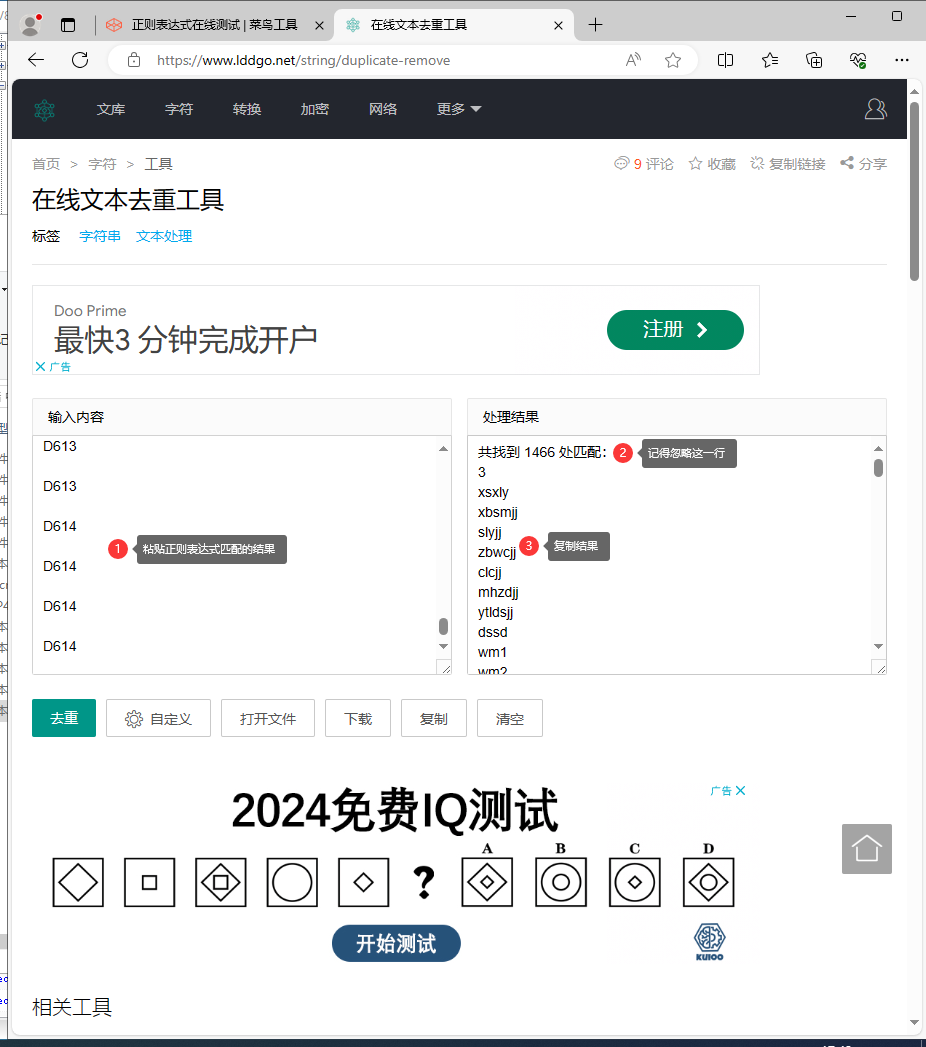 正则表达式在线测试 | 菜鸟工具
在线文本去重工具
https://www.lddgo.net/string/duplicate-remove
文库 字符 转换 加密 网络 更多
首页 > 字符 > 工具
9 评论 收藏 复制链接 分享
在线文本去重工具
标签 字符串 文本处理
Doo Prime
最快3 分钟完成开户
注册
广告
输入内容
D613
D613
D614
1 粘贴正则表达式匹配的结果
D614
D614
D614
处理结果
共找到 1466 处匹配: 2 记得忽略这一行
3
xsxly
xbsmjj
slyjj
zbwcjj 3 复制结果
clcjj
mhzdjj
ytldsjj
dssd
wm1
wm2
去重 自定义 打开文件 下载 复制 清空
广告
2024免费IQ测试
A B C D
?
开始测试
KUIOO
相关工具